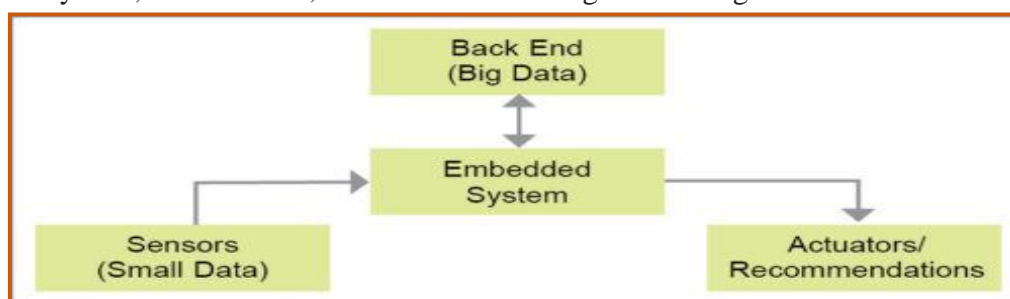 Back End
(Big Data)
Embedded
System
Sensors
(Small Data)
Actuators/
Recommendations